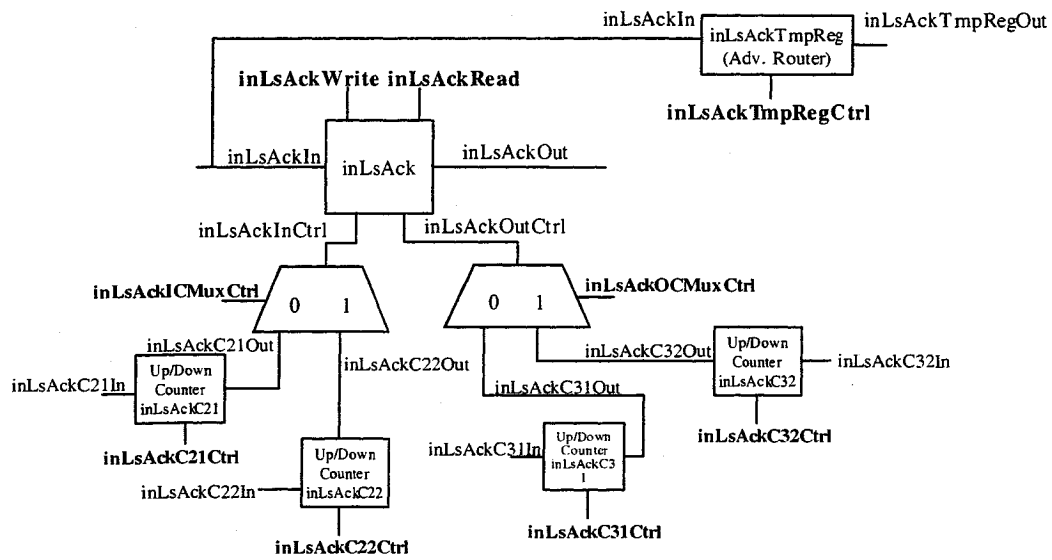 inLsAckIn
inLsAckTmpRegOut
inLsAckTmpReg
(Adv. Router)
inLsAckTmpRegCtrl
inLsAckWrite inLsAckRead
inLsAckIn
inLsAck
inLsAckOut
inLsAckInCtrl
inLsAckOutCtrl
inLsAckICMuxCtrl
0 1
0 1
inLsAckOCMuxCtrl
inLsAckC21Out
inLsAckC22Out
inLsAckC31Out
inLsAckC32Out
inLsAckC21In
Up/Down
Counter
inLsAckC21
inLsAckC21Ctrl
inLsAckC22In
Up/Down
Counter
inLsAckC22
inLsAckC22Ctrl
inLsAckC31In
Up/Down
Counter
inLsAckC3
1
inLsAckC31Ctrl
Up/Down
Counter
inLsAckC32
inLsAckC32In
inLsAckC32Ctrl